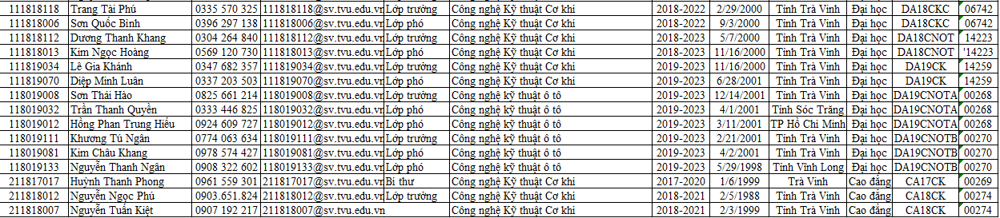 111818118 Trang Tài Phú 0335 570 325 111818118@sv.tvu.edu.vn Lớp trưởng Công nghệ Kỹ thuật Cơ khí 2018-2022 2/29/2000 Tỉnh Trà Vinh Đại học DA18CKC 06742
111818006 Sơn Quốc Bình 0396 297 138 111818006@sv.tvu.edu.vn Lớp phó Công nghệ Kỹ thuật Cơ khí 2018-2022 9/3/2000 Tỉnh Trà Vinh Đại học DA18CKC 06742
111818112 Dương Thanh Khang 0304 264 840 111818112@sv.tvu.edu.vn Lớp trưởng Công nghệ Kỹ thuật Cơ khí 2018-2023 5/7/2000 Tỉnh Trà Vinh Đại học DA18CNOT 14223
111818013 Kim Ngọc Hoàng 0569 120 730 111818013@sv.tvu.edu.vn Lớp phó Công nghệ Kỹ thuật Cơ khí 2018-2023 11/16/2000 Tỉnh Trà Vinh Đại học DA18CNOT '14223
111819034 Lê Gia Khánh 0347 682 357 111819034@sv.tvu.edu.vn Lớp trưởng Công nghệ Kỹ thuật Cơ khí 2019-2023 11/16/2000 Tỉnh Trà Vinh Đại học DA19CK 14259
111819070 Diệp Minh Luân 0337 203 503 111819070@sv.tvu.edu.vn Lớp phó Công nghệ Kỹ thuật Cơ khí 2019-2023 6/28/2001 Tỉnh Trà Vinh Đại học DA19CK 14259
118019008 Sơn Thái Hào 0825 661 214 118019008@sv.tvu.edu.vn Lớp trưởng Công nghệ kỹ thuật ô tô 2019-2023 12/14/2001 Tỉnh Trà Vinh Đại học DA19CNOTA 00268
118019032 Trần Thanh Quyền 0333 446 825 118019032@sv.tvu.edu.vn Lớp phó Công nghệ kỹ thuật ô tô 2019-2023 4/1/2001 Tỉnh Sóc Trăng Đại học DA19CNOTA 00268
118019012 Hồng Phan Trung Hiếu 0924 609 727 118019012@sv.tvu.edu.vn Lớp phó Công nghệ kỹ thuật ô tô 2019-2023 3/11/2001 TP Hồ Chí Minh Đại học DA19CNOTA 00268
118019111 Khương Tú Ngân 0774 063 634 118019111@sv.tvu.edu.vn Lớp trưởng Công nghệ kỹ thuật ô tô 2019-2023 2/21/2001 Tỉnh Trà Vinh Đại học DA19CNOTB 00270
118019081 Kim Châu Khang 0978 574 427 118019081@sv.tvu.edu.vn Lớp phó Công nghệ kỹ thuật ô tô 2019-2023 4/2/2001 Tỉnh Trà Vinh Đại học DA19CNOTB 00270
118019133 Nguyễn Thanh Ngân 0908 322 602 118019133@sv.tvu.edu.vn Lớp phó Công nghệ kỹ thuật ô tô 2019-2023 5/29/1998 Tỉnh Vĩnh Long Đại học DA19CNOTB 00270
211817017 Huỳnh Thanh Phong 0961 559 301 211817017@sv.tvu.edu.vn Bí thư Công nghệ Kỹ thuật Cơ khí 2017-2020 1/6/1999 Trà Vinh Cao đẳng CA17CK 00269
211818012 Nguyễn Ngọc Phú 0903.651.824 211818012@sv.tvu.edu.vn Lớp trưởng Công nghệ Kỹ thuật Cơ khí 2018-2021 2/5/1988 Tỉnh Trà Vinh Cao đẳng CA18CK 00274
211818007 Nguyễn Tuấn Kiệt 0907 192 217 211818007@sv.tvu.edu.vn Công nghệ Kỹ thuật Cơ khí 2018-2021 2/3/1999 Tỉnh Trà Vinh Cao đẳng CA18CK 00274